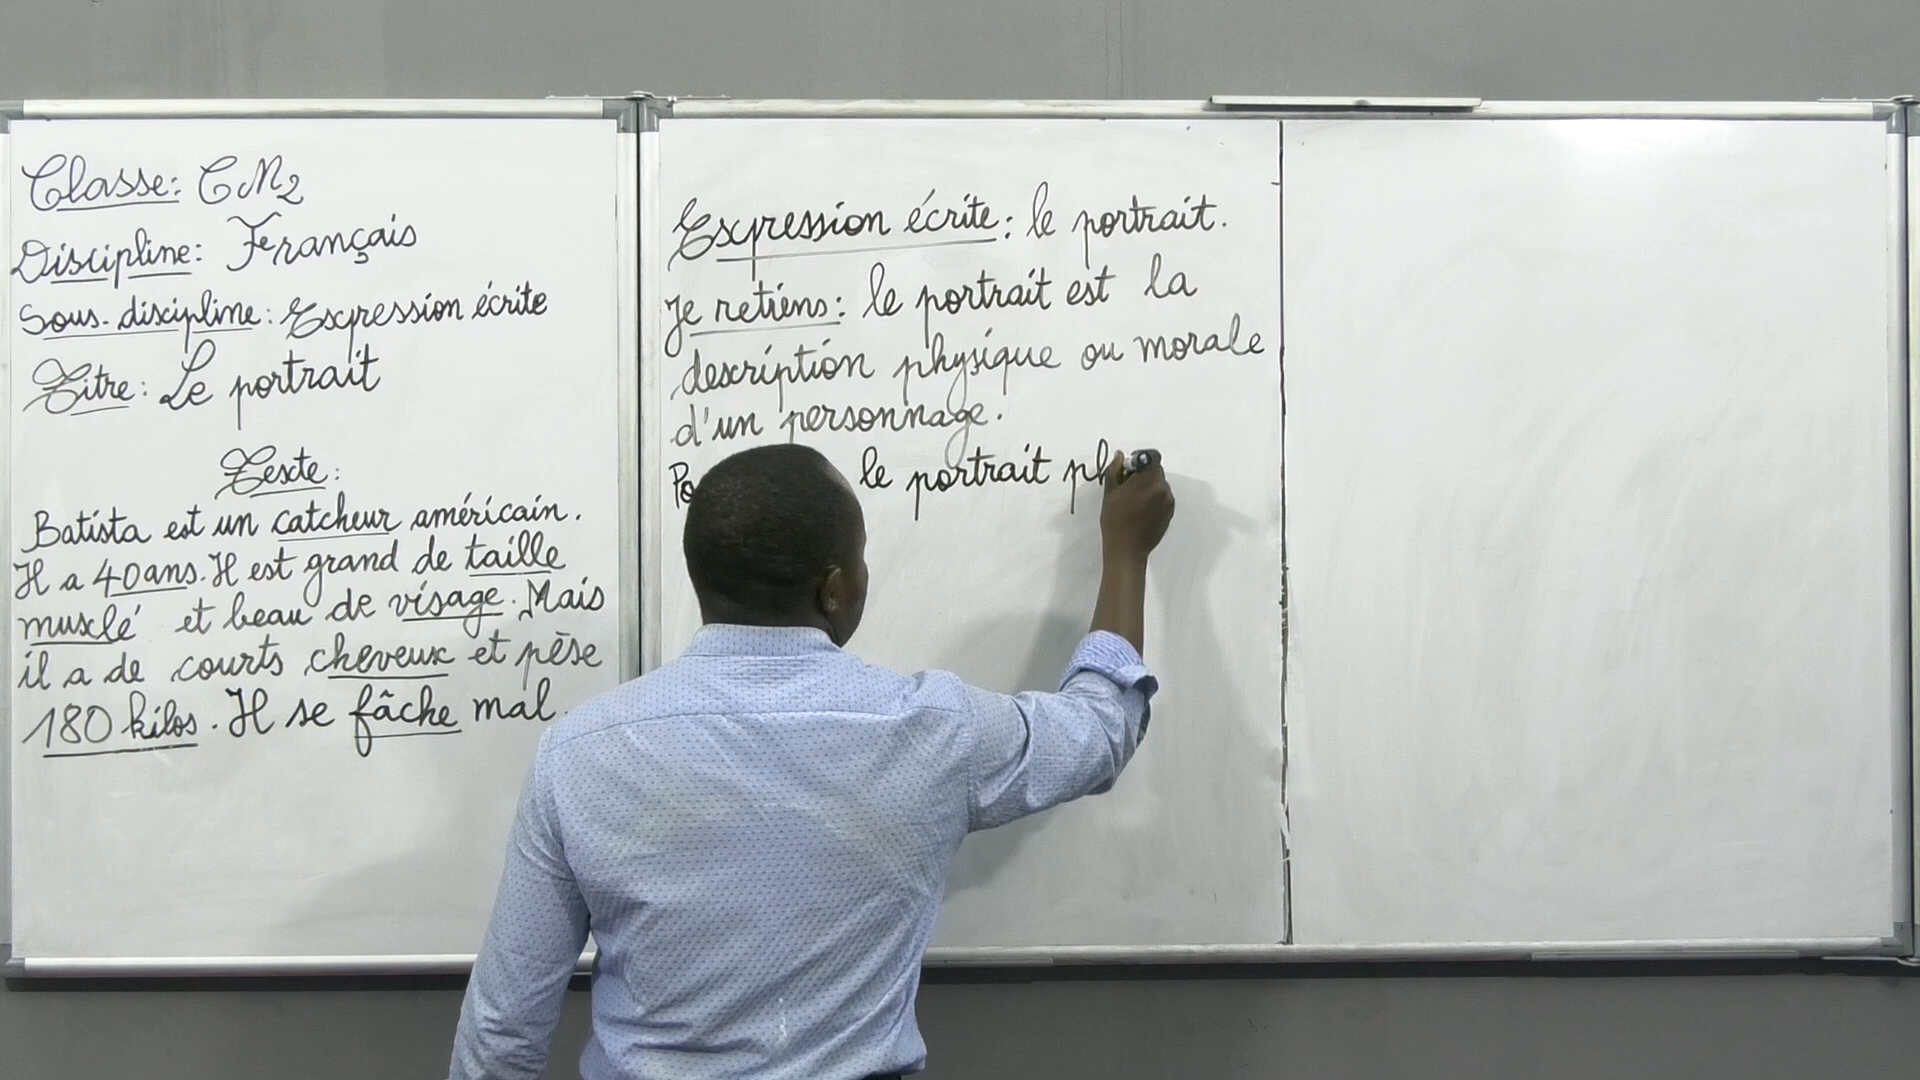 Classe: CM2
Discipline: Français
Sous-discipline: Expression écrite
Titre: Le portrait
Texte:
Batista est un catcheur américain.
Il a 40 ans. Il est grand de taille
musclé et beau de visage. Mais
il a de courts cheveux et pèse
180 kilos. Il se fâche mal.
Expression écrite: le portrait.
Je retiens: le portrait est la
description physique ou morale
d'un personnage.
le portrait